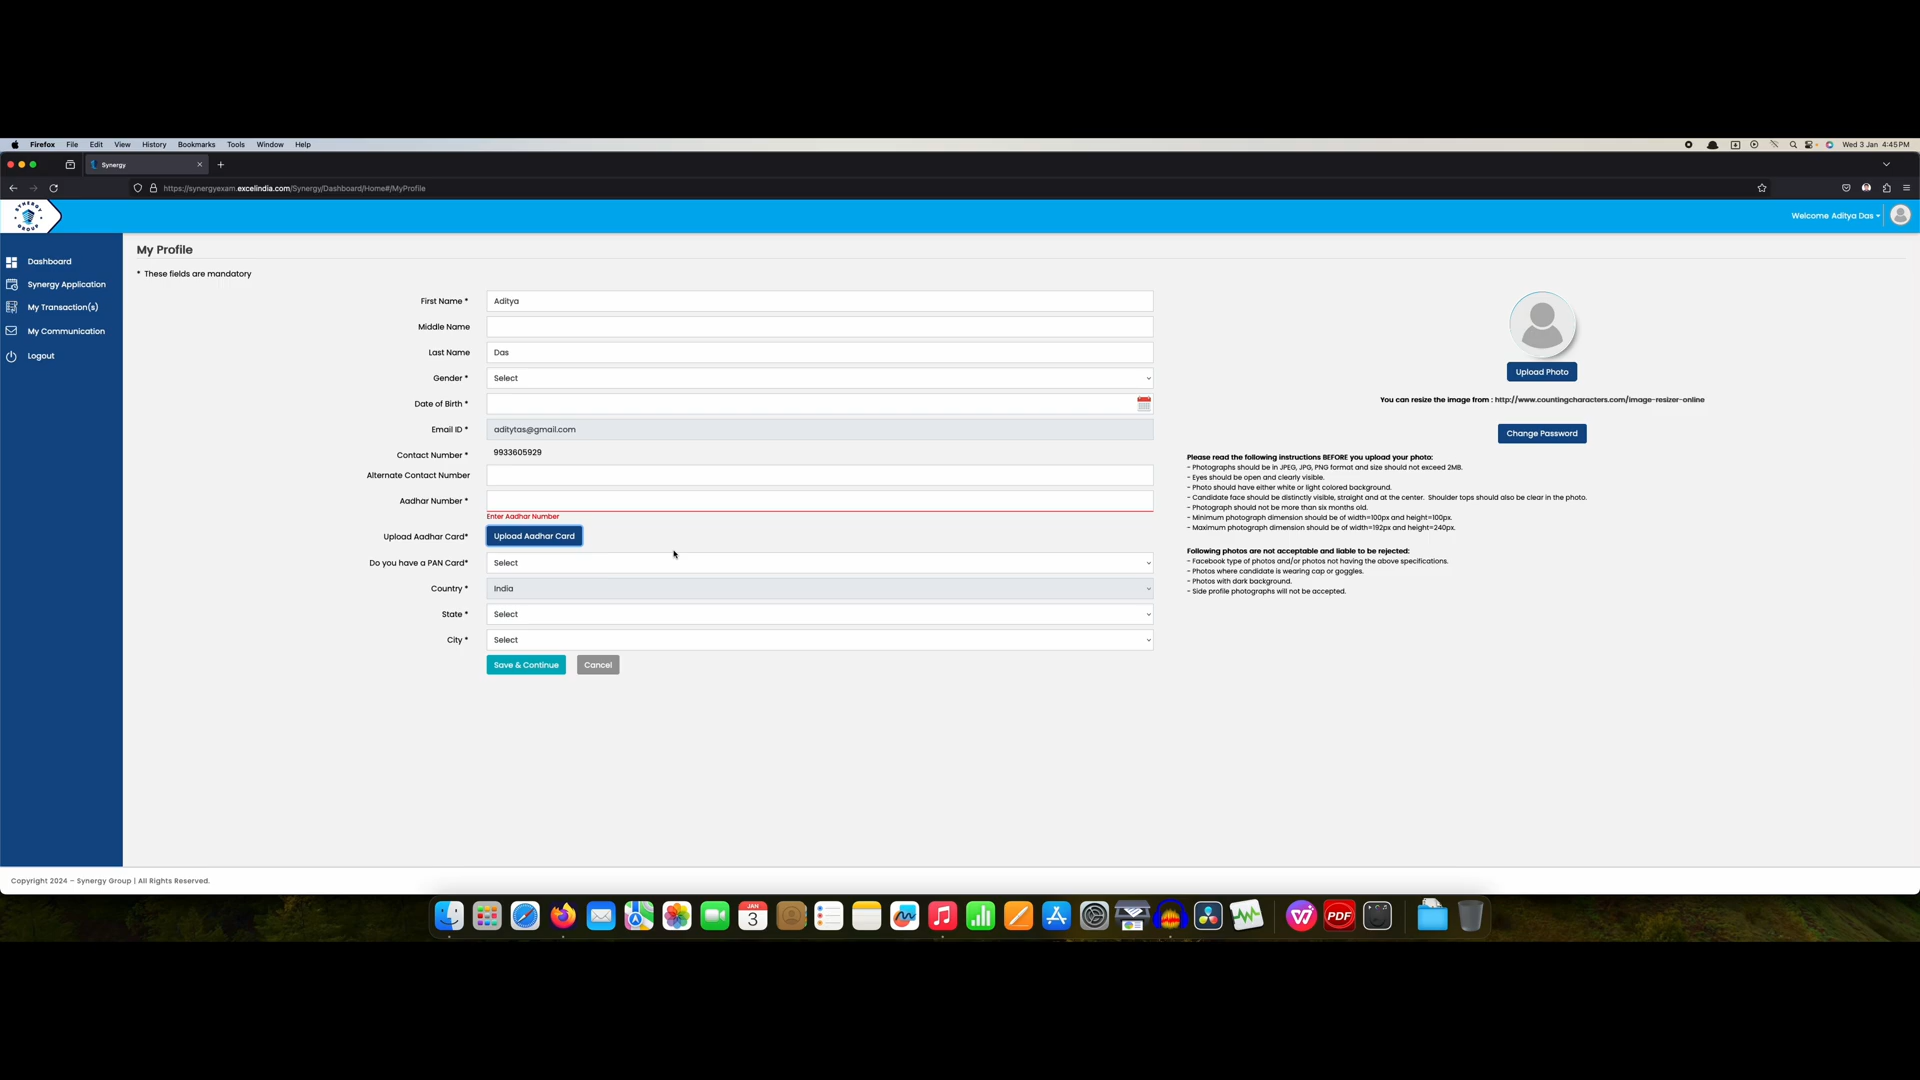 Firefox File Edit View History Bookmarks Tools Window Help
Wed 3 Jan 4:45 PM
Synergy
https://synergyexam.excelindia.com/Synergy/Dashboard/Home#/MyProfile
SYNERGY GROUP
Welcome Aditya Das
Dashboard
Synergy Application
My Transaction(s)
My Communication
Logout
My Profile
* These fields are mandatory
First Name * Aditya
Middle Name
Last Name Das
Gender * Select
Date of Birth *
Email ID * aditytas@gmail.com
Contact Number * 9933605929
Alternate Contact Number
Aadhar Number *
Enter Aadhar Number
Upload Aadhar Card* Upload Aadhar Card
Do you have a PAN Card* Select
Country * India
State * Select
City * Select
Save & Continue Cancel
Upload Photo
You can resize the image from : http://www.countingcharacters.com/image-resizer-online
Change Password
Please read the following instructions BEFORE you upload your photo:
- Photographs should be in JPEG, JPG, PNG format and size should not exceed 2MB.
- Eyes should be open and clearly visible.
- Photo should have either white or light colored background.
- Candidate face should be distinctly visible, straight and at the center. Shoulder tops should also be clear in the photo.
- Photograph should not be more than six months old.
- Minimum photograph dimension should be of width=100px and height=100px.
- Maximum photograph dimension should be of width=192px and height=240px.
Following photos are not acceptable and liable to be rejected:
- Facebook type of photos and/or photos not having the above specifications.
- Photos where candidate is wearing cap or goggles.
- Photos with dark background.
- Side profile photographs will not be accepted.
Copyright 2024 – Synergy Group | All Rights Reserved.
JAN
3
PDF